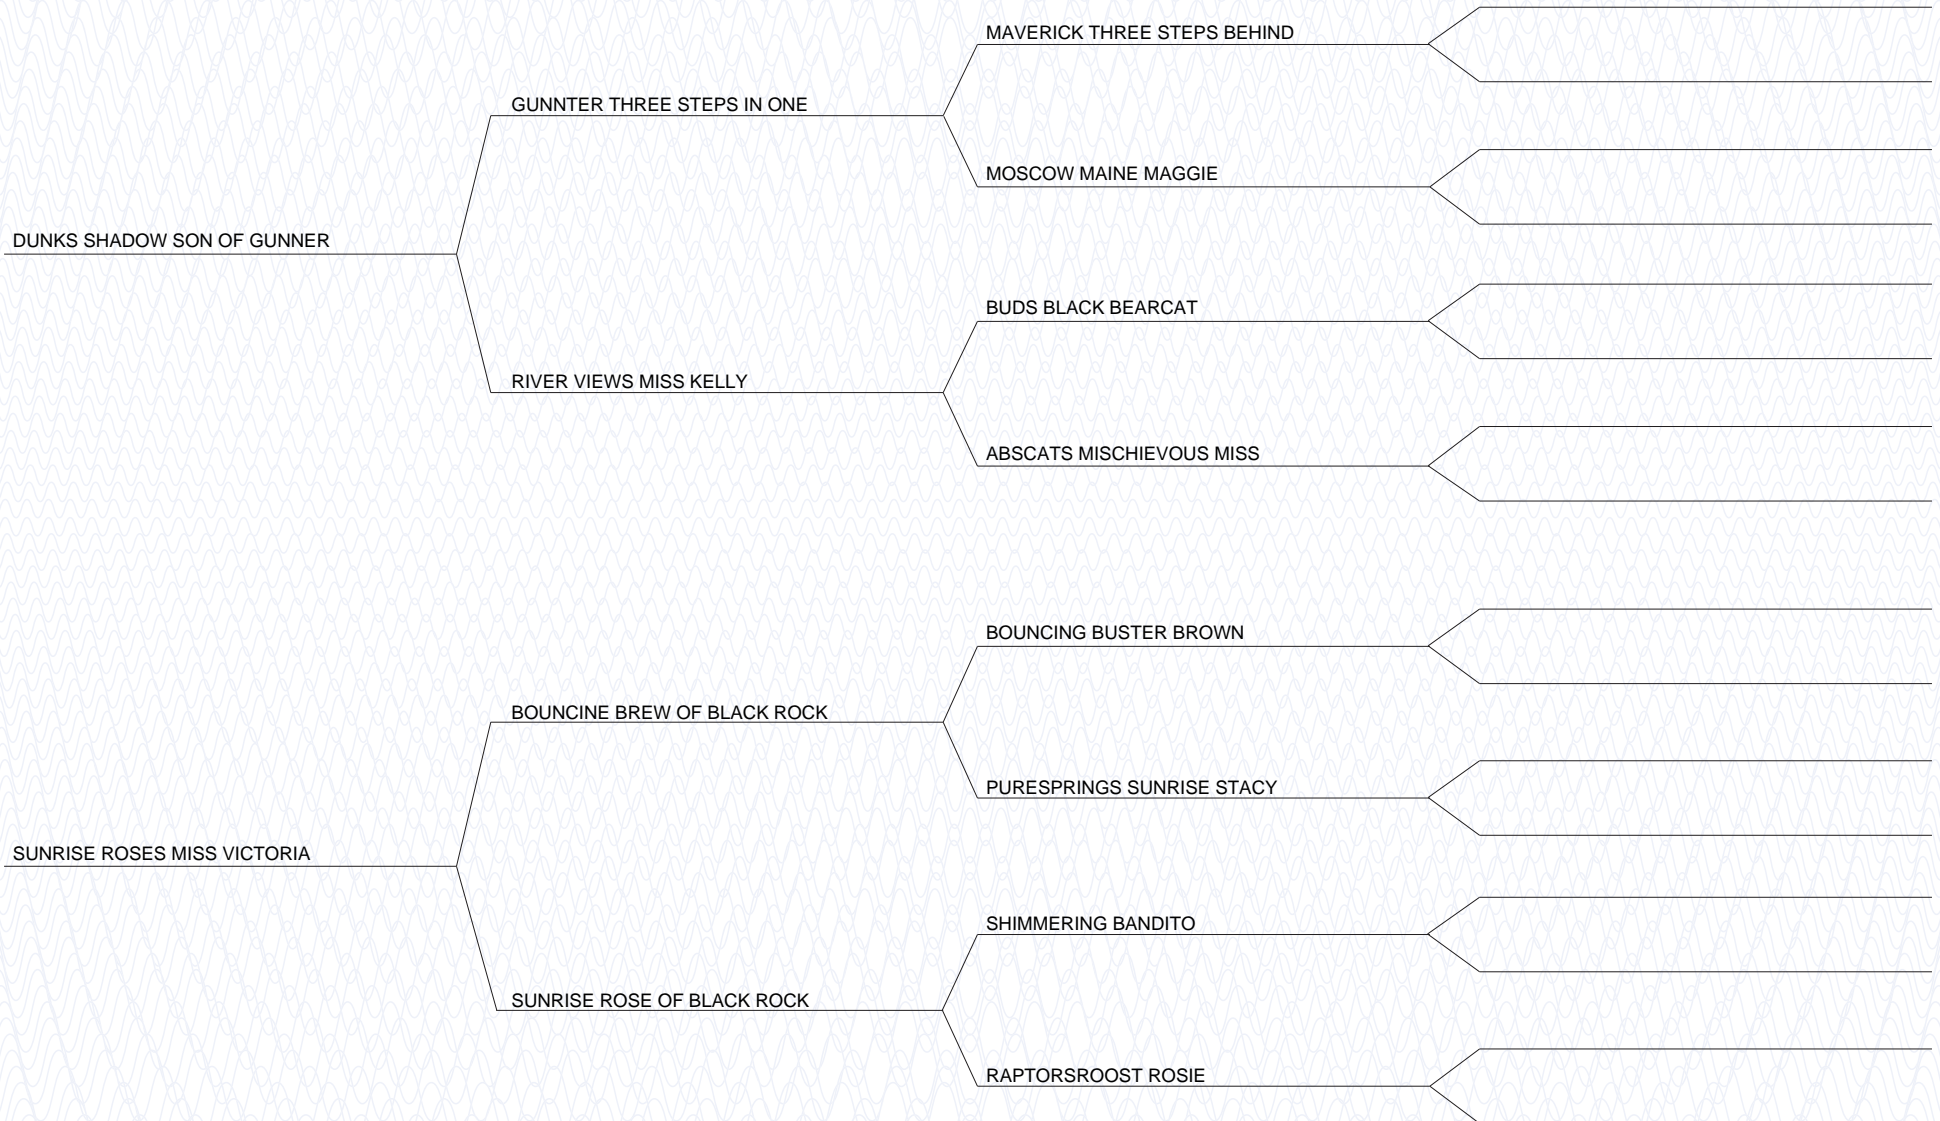 MAVERICK THREE STEPS BEHIND
GUNNTER THREE STEPS IN ONE
MOSCOW MAINE MAGGIE
DUNKS SHADOW SON OF GUNNER
BUDS BLACK BEARCAT
RIVER VIEWS MISS KELLY
ABSCATS MISCHIEVOUS MISS
BOUNCING BUSTER BROWN
BOUNCINE BREW OF BLACK ROCK
PURESPRINGS SUNRISE STACY
SUNRISE ROSES MISS VICTORIA
SHIMMERING BANDITO
SUNRISE ROSE OF BLACK ROCK
RAPTORSROOST ROSIE